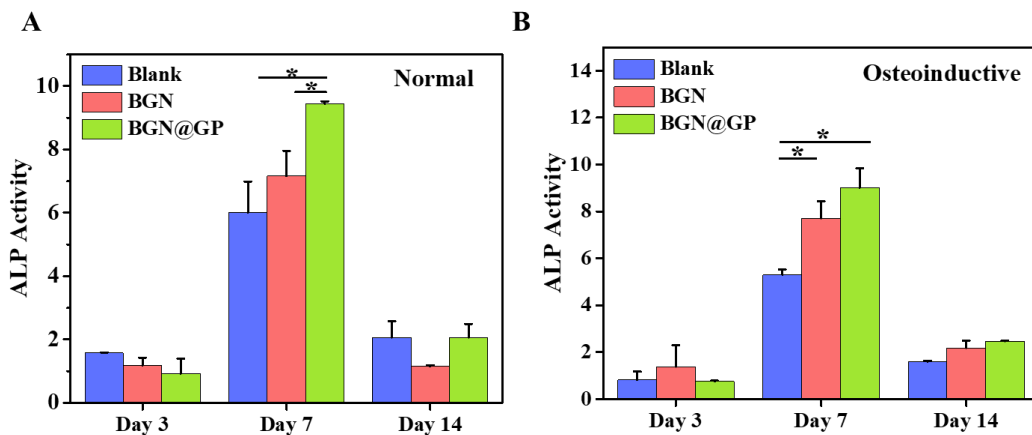 A
ALP Activity
10
8
6
4
2
0
Blank
BGN
BGN@GP
Normal
*
*
Day 3
Day 7
Day 14
B
ALP Activity
14
12
10
8
6
4
2
0
Blank
BGN
BGN@GP
Osteoinductive
*
*
Day 3
Day 7
Day 14